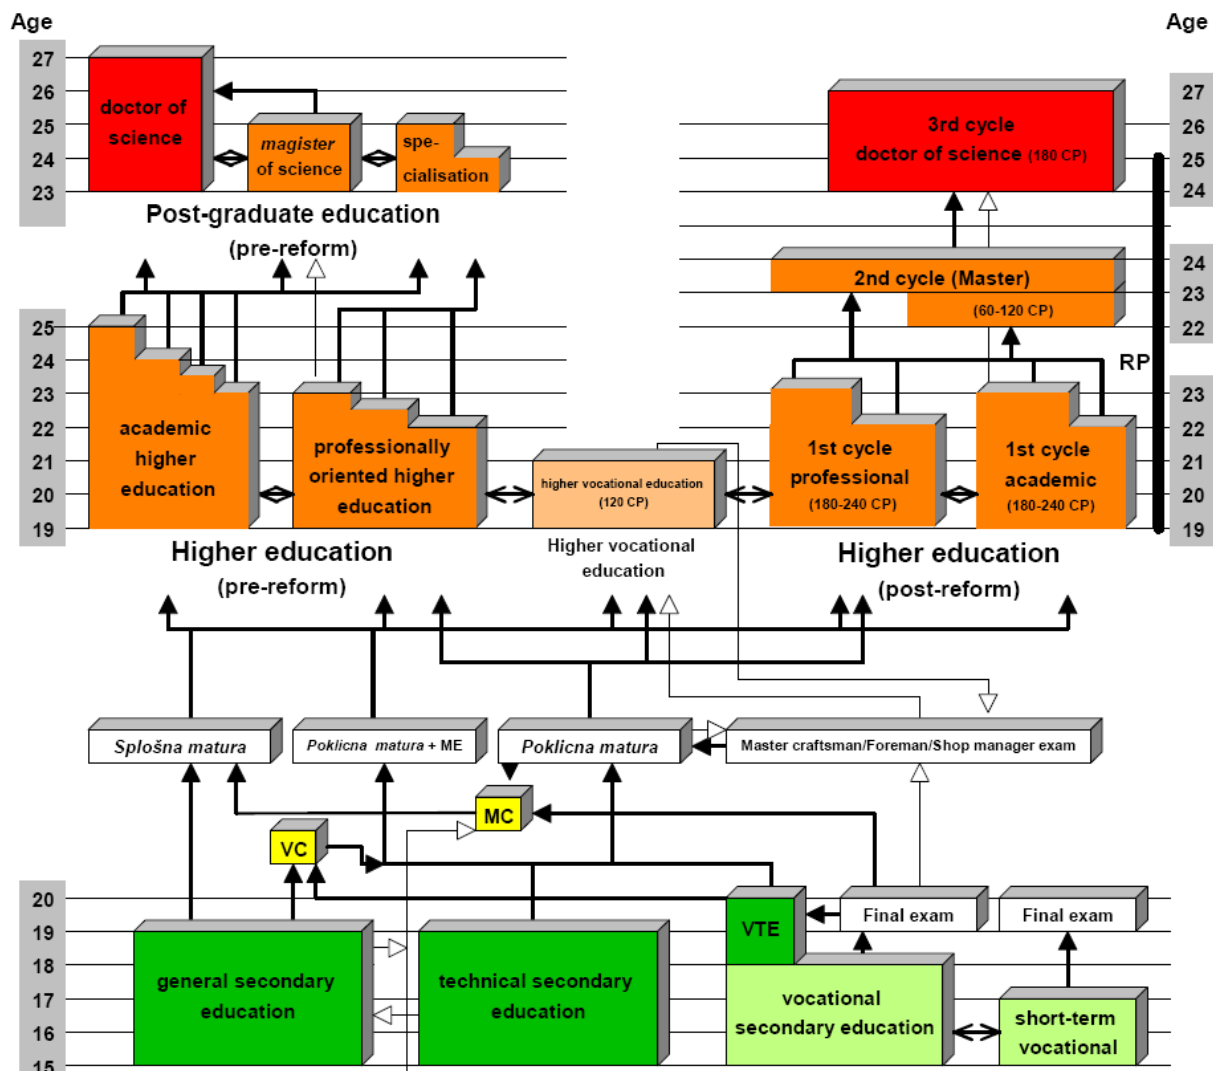 Age
Age
27
26
25
24
23
doctor of
science
magister
of science
spe-
cialisation
Post-graduate education
(pre-reform)
27
26
25
24
3rd cycle
doctor of science (180 CP)
24
23
22
2nd cycle (Master)
(60-120 CP)
RP
25
24
23
22
21
20
19
academic
higher
education
professionally
oriented higher
education
higher vocational education
(120 CP)
1st cycle
professional
(180-240 CP)
1st cycle
academic
(180-240 CP)
23
22
21
20
19
Higher education
(pre-reform)
Higher vocational
education
Higher education
(post-reform)
Splošna matura
Poklicna matura + ME
Poklicna matura
Master craftsman/Foreman/Shop manager exam
MC
VC
20
19
18
17
16
15
general secondary
education
technical secondary
education
VTE
Final exam
Final exam
vocational
secondary education
short-term
vocational